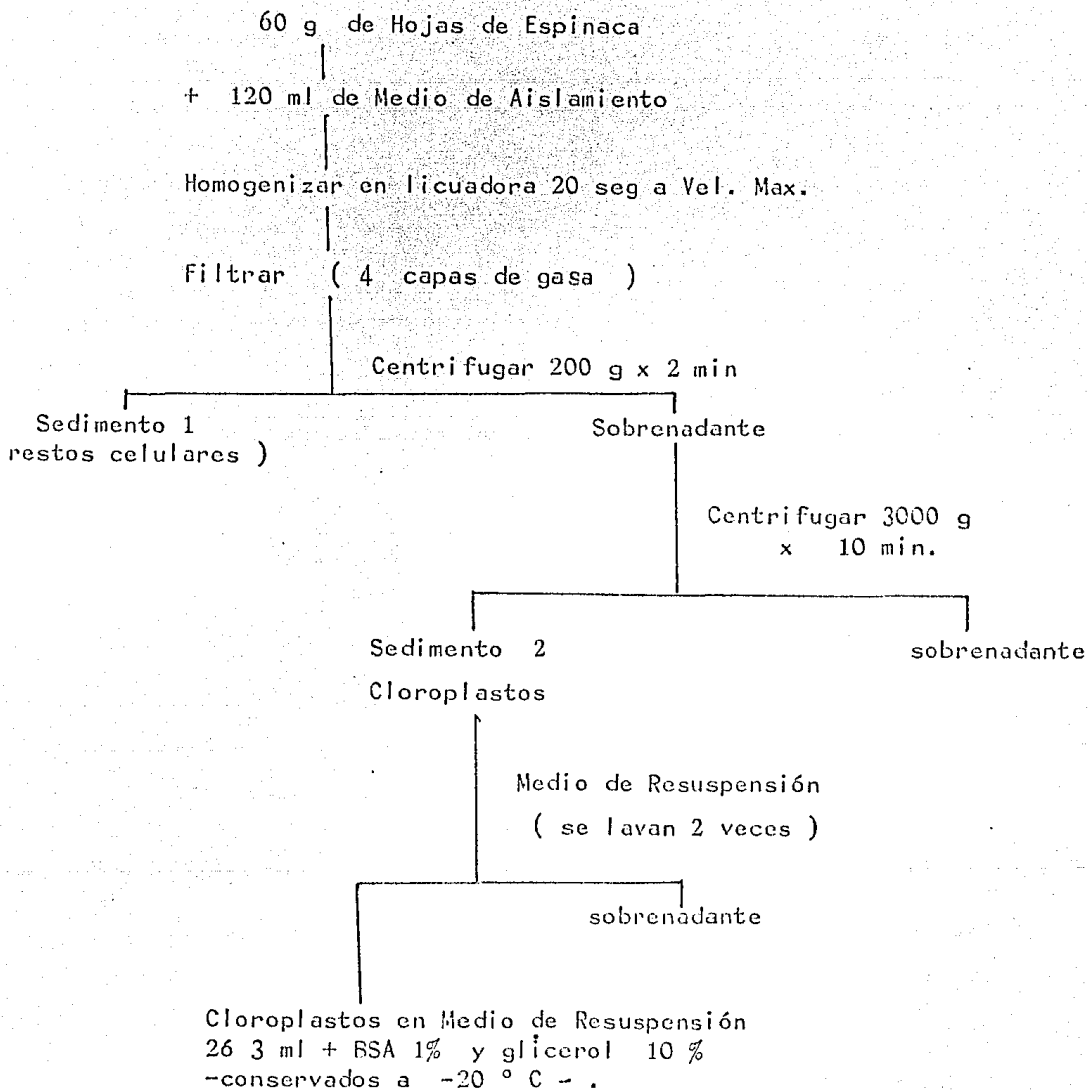 60 g de Hojas de Espinaca
+ 120 ml de Medio de Aislamiento
Homogenizar en licuadora 20 seg a Vel. Max.
Filtrar ( 4 capas de gasa )
Centrifugar 200 g x 2 min
Sedimento 1
restos celulares )
Sobrenadante
Centrifugar 3000 g
x 10 min.
Sedimento 2
sobrenadante
Cloroplastos
Medio de Resuspensión
( se lavan 2 veces )
sobrenadante
Cloroplastos en Medio de Resuspensión
26 3 ml + BSA 1% y glicerol 10 %
-conservados a -20 ° C - .